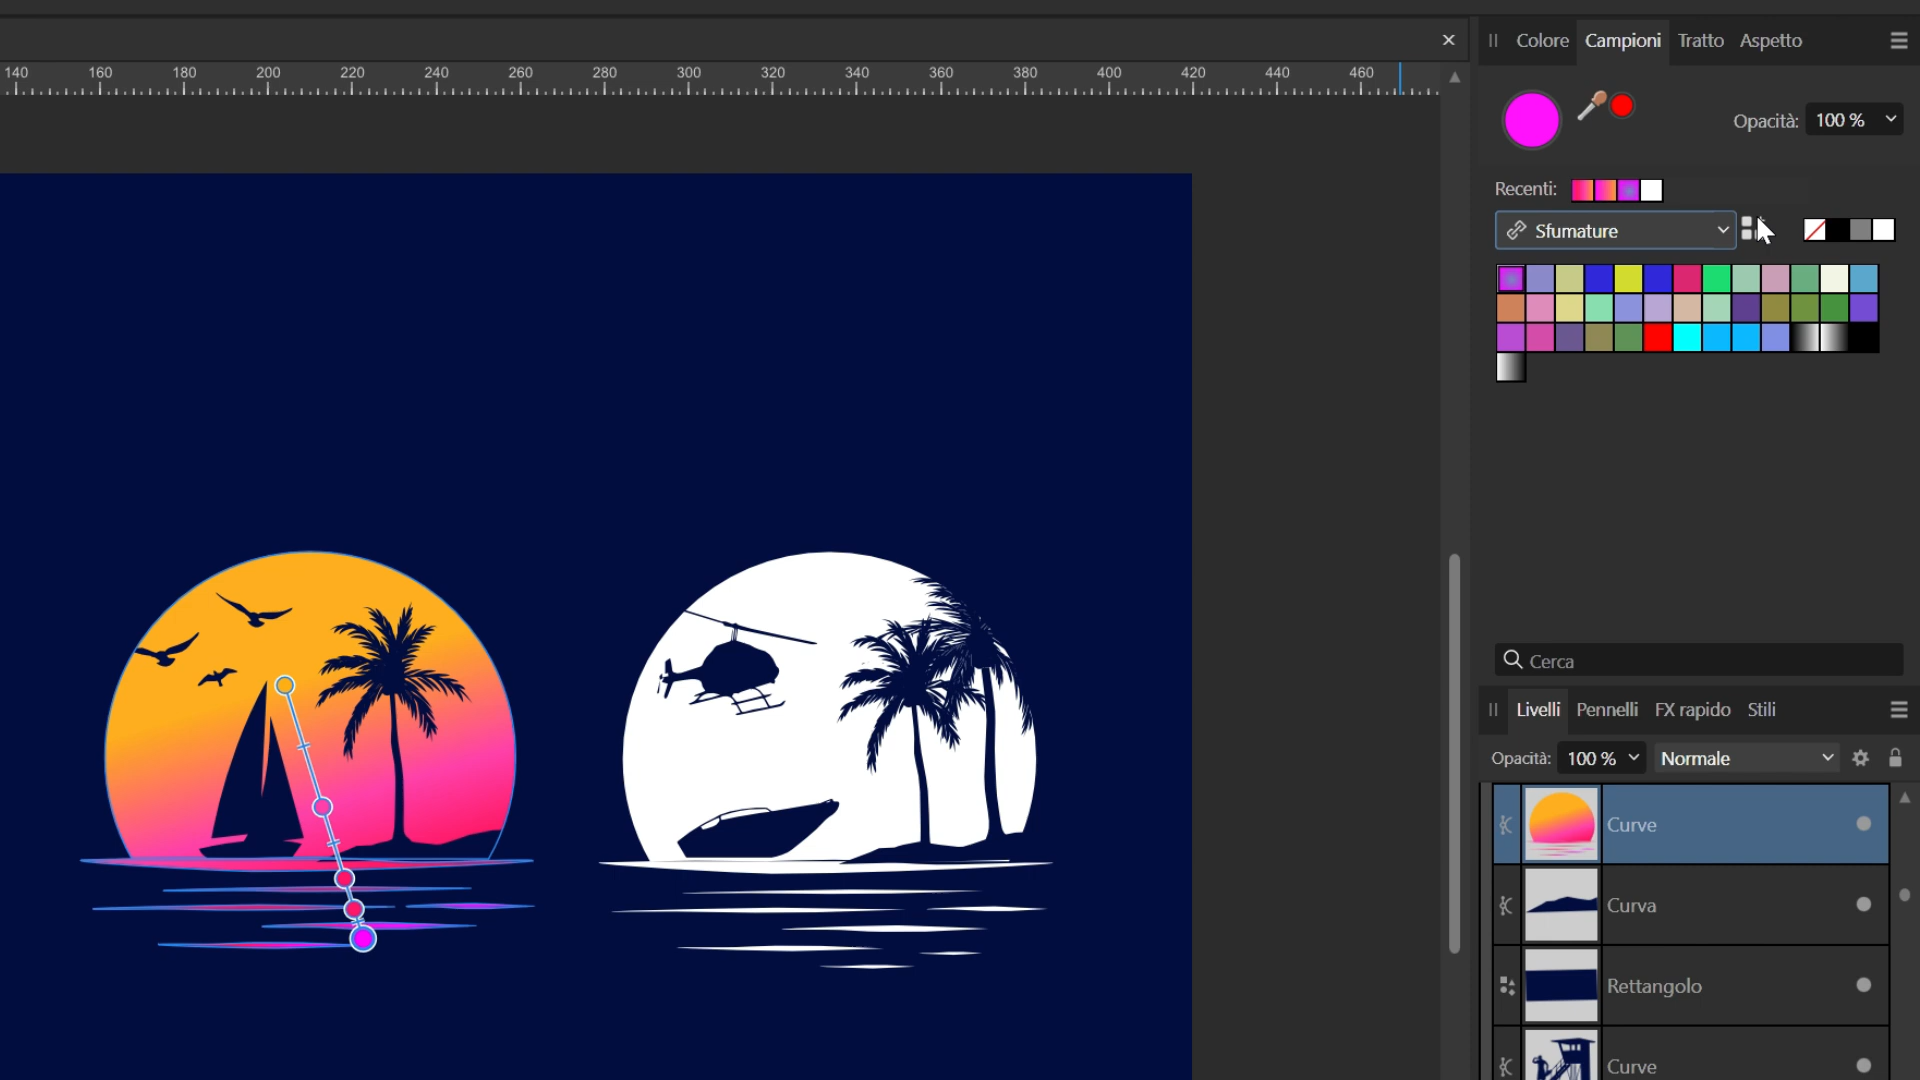 Colore Campioni Tratto Aspetto
140 160 180 200 220 240 260 280 300 320 340 360 380 400 420 440 460
Opacità: 100 %
Recenti:
Sfumature
Cerca
Livelli Pennelli FX rapido Stili
Opacità: 100 % Normale
Curve
Curva
Rettangolo
Curve